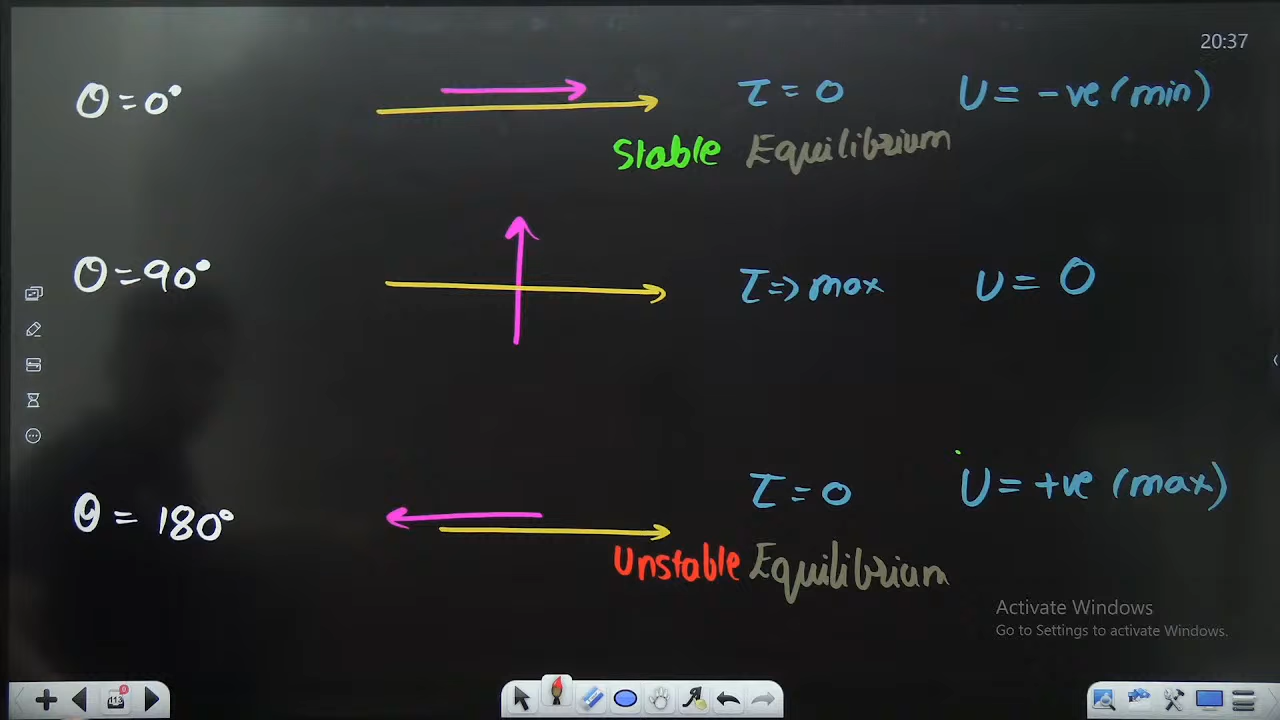 20:37
θ = 0° τ = 0 U = -ve (min)
Stable Equilibrium
θ = 90° τ => max U = 0
θ = 180° τ = 0 U = +ve (max)
Unstable Equilibrium
Activate Windows
Go to Settings to activate Windows.